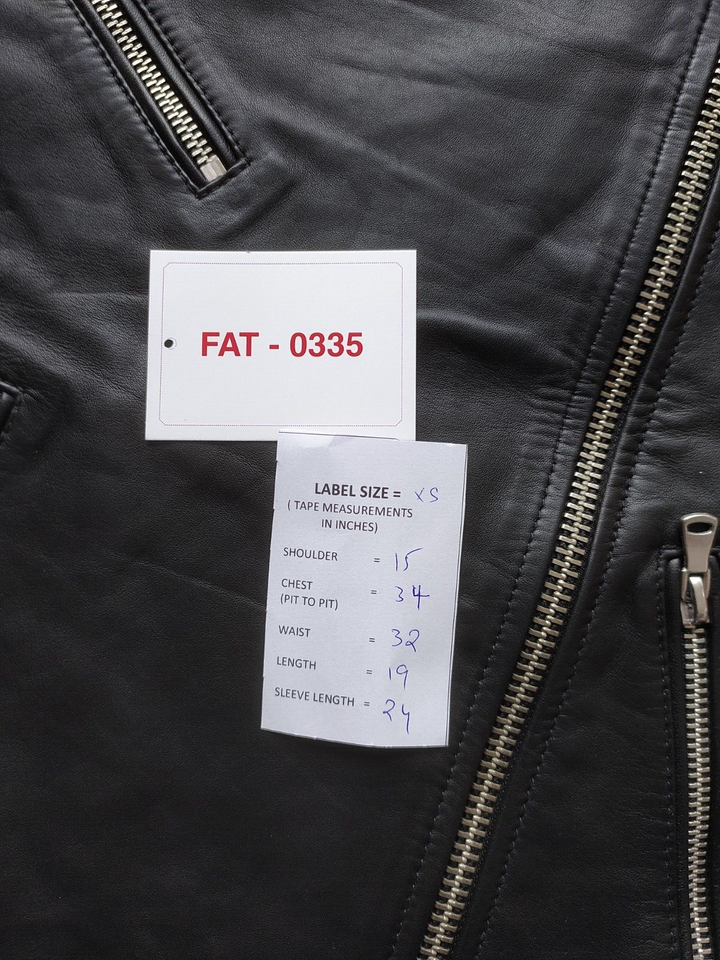 FAT - 0335
LABEL SIZE = XS
( TAPE MEASUREMENTS
IN INCHES)
SHOULDER = 15
CHEST
(PIT TO PIT) = 34
WAIST = 32
LENGTH = 19
SLEEVE LENGTH = 24